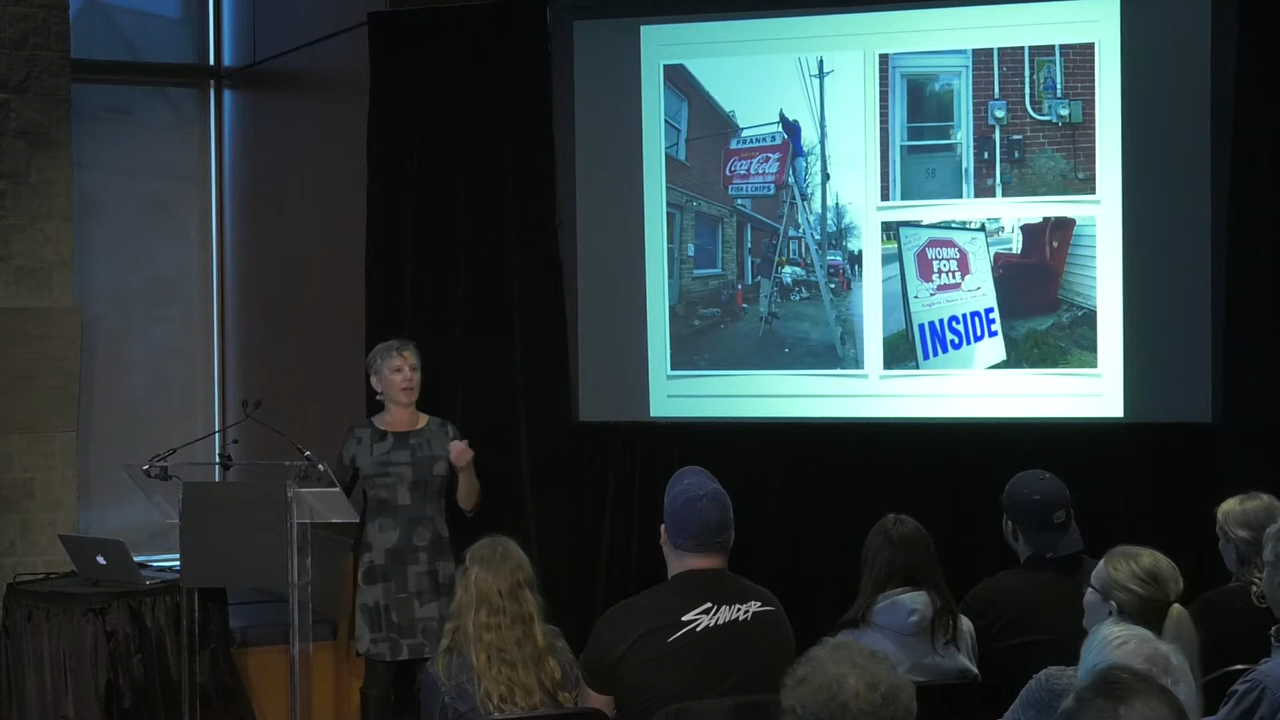 FRANK'S
Coca-Cola
FISH & CHIPS
58
WORMS
FOR
SALE
INSIDE
SLANDER